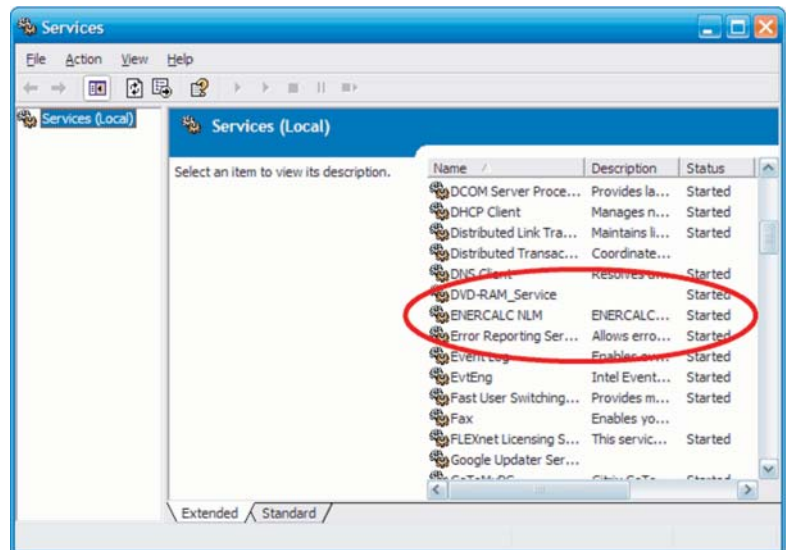 Services
File Action View Help
Services (Local)
Services (Local)
Select an item to view its description.
Name Description Status
DCOM Server Proce... Provides la... Started
DHCP Client Manages n... Started
Distributed Link Tra... Maintains li... Started
Distributed Transac... Coordinate...
DNS Client Resolves Started
DVD-RAM_Service Started
ENERCALC NLM ENERCALC... Started
Error Reporting Ser... Allows erro... Started
Event Log Enables Started
EvtEng Intel Event... Started
Fast User Switching... Provides m... Started
Fax Enables yo...
FLEXnet Licensing S... This servic... Started
Google Updater Ser...
Extended Standard